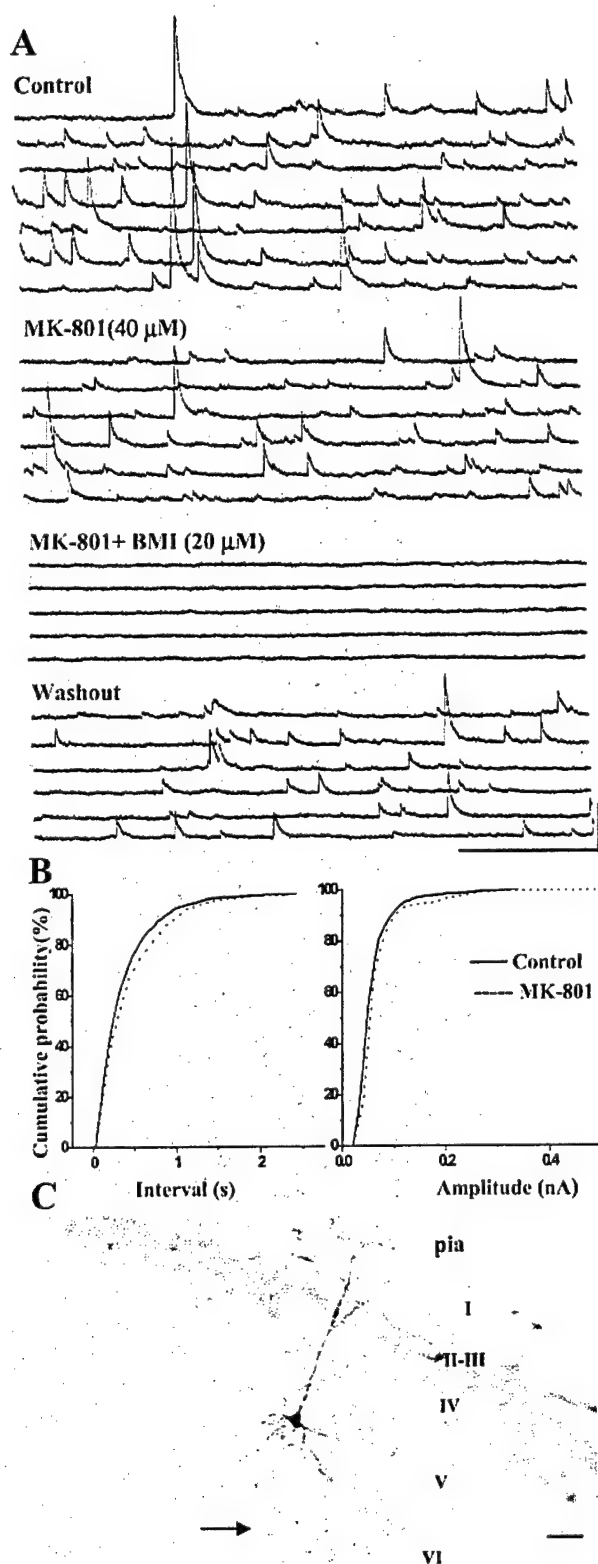 A
Control
MK-801(40 µM)
MK-801+ BMI (20 µM)
Washout
B
100
80
60
40
20
0
Cumulative probability(%)
0 1 2
Interval (s)
100
80
60
40
20
0
0.0 0.2 0.4
Amplitude (nA)
Control
MK-801
C
pia
I
II-III
IV
V
VI